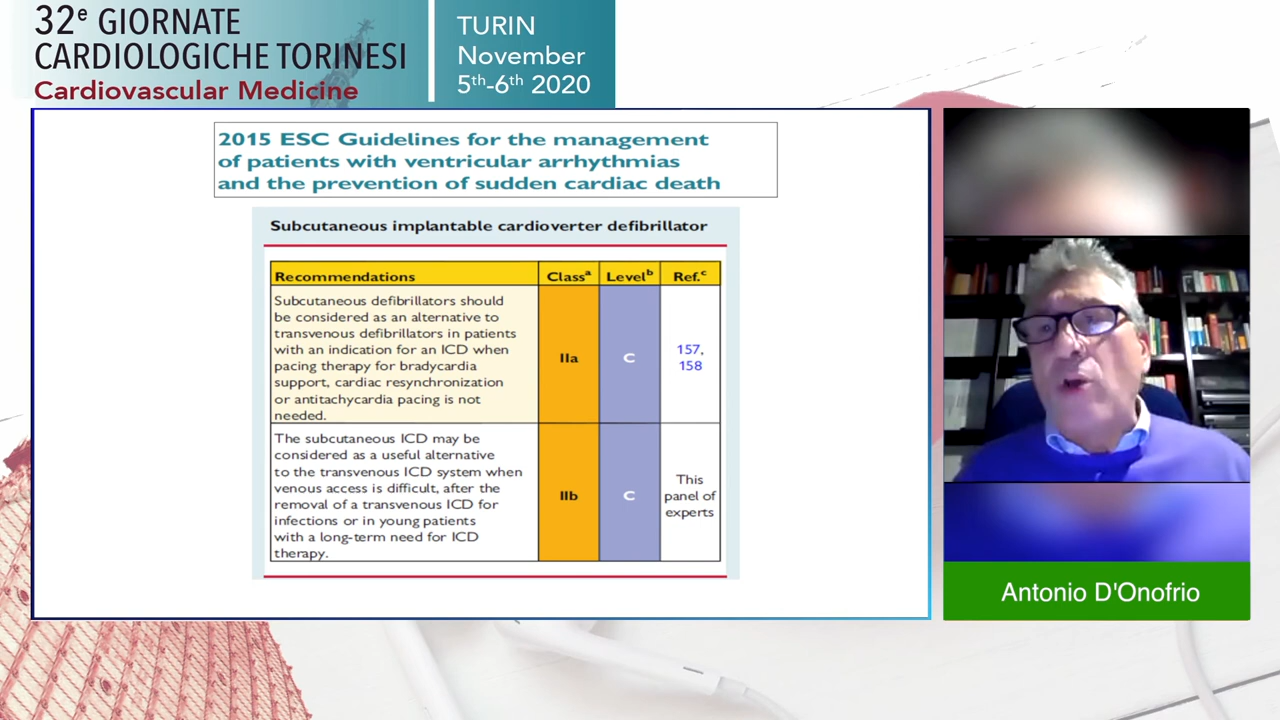 32e GIORNATE
CARDIOLOGICHE TORINESI
Cardiovascular Medicine
TURIN
November
5th-6th 2020
2015 ESC Guidelines for the management
of patients with ventricular arrhythmias
and the prevention of sudden cardiac death
Subcutaneous implantable cardioverter defibrillator
Recommendations Classa Levelb Ref.c
Subcutaneous defibrillators should
be considered as an alternative to
transvenous defibrillators in patients
with an indication for an ICD when
pacing therapy for bradycardia
support, cardiac resynchronization
or antitachycardia pacing is not
needed.
IIa
C
157,
158
The subcutaneous ICD may be
considered as a useful alternative
to the transvenous ICD system when
venous access is difficult, after the
removal of a transvenous ICD for
infections or in young patients
with a long-term need for ICD
therapy.
IIb
C
This
panel of
experts
Antonio D'Onofrio